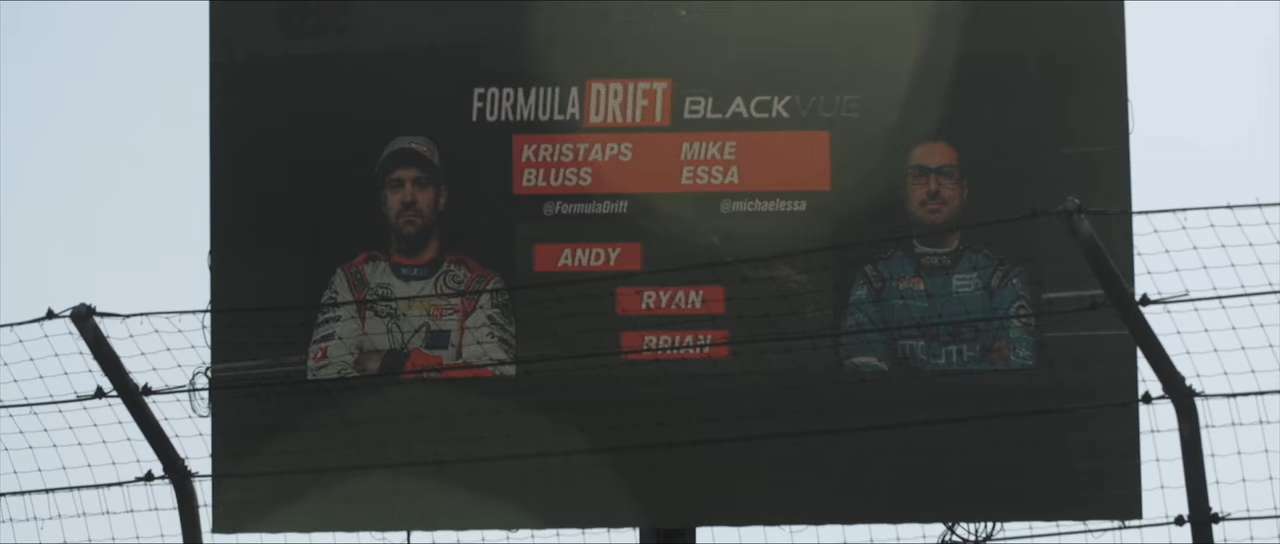 FORMULA DRIFT BLACKVUE
KRISTAPS BLUSS
MIKE ESSA
@FormulaDrift
@michaelessa
ANDY
RYAN
BRIAN